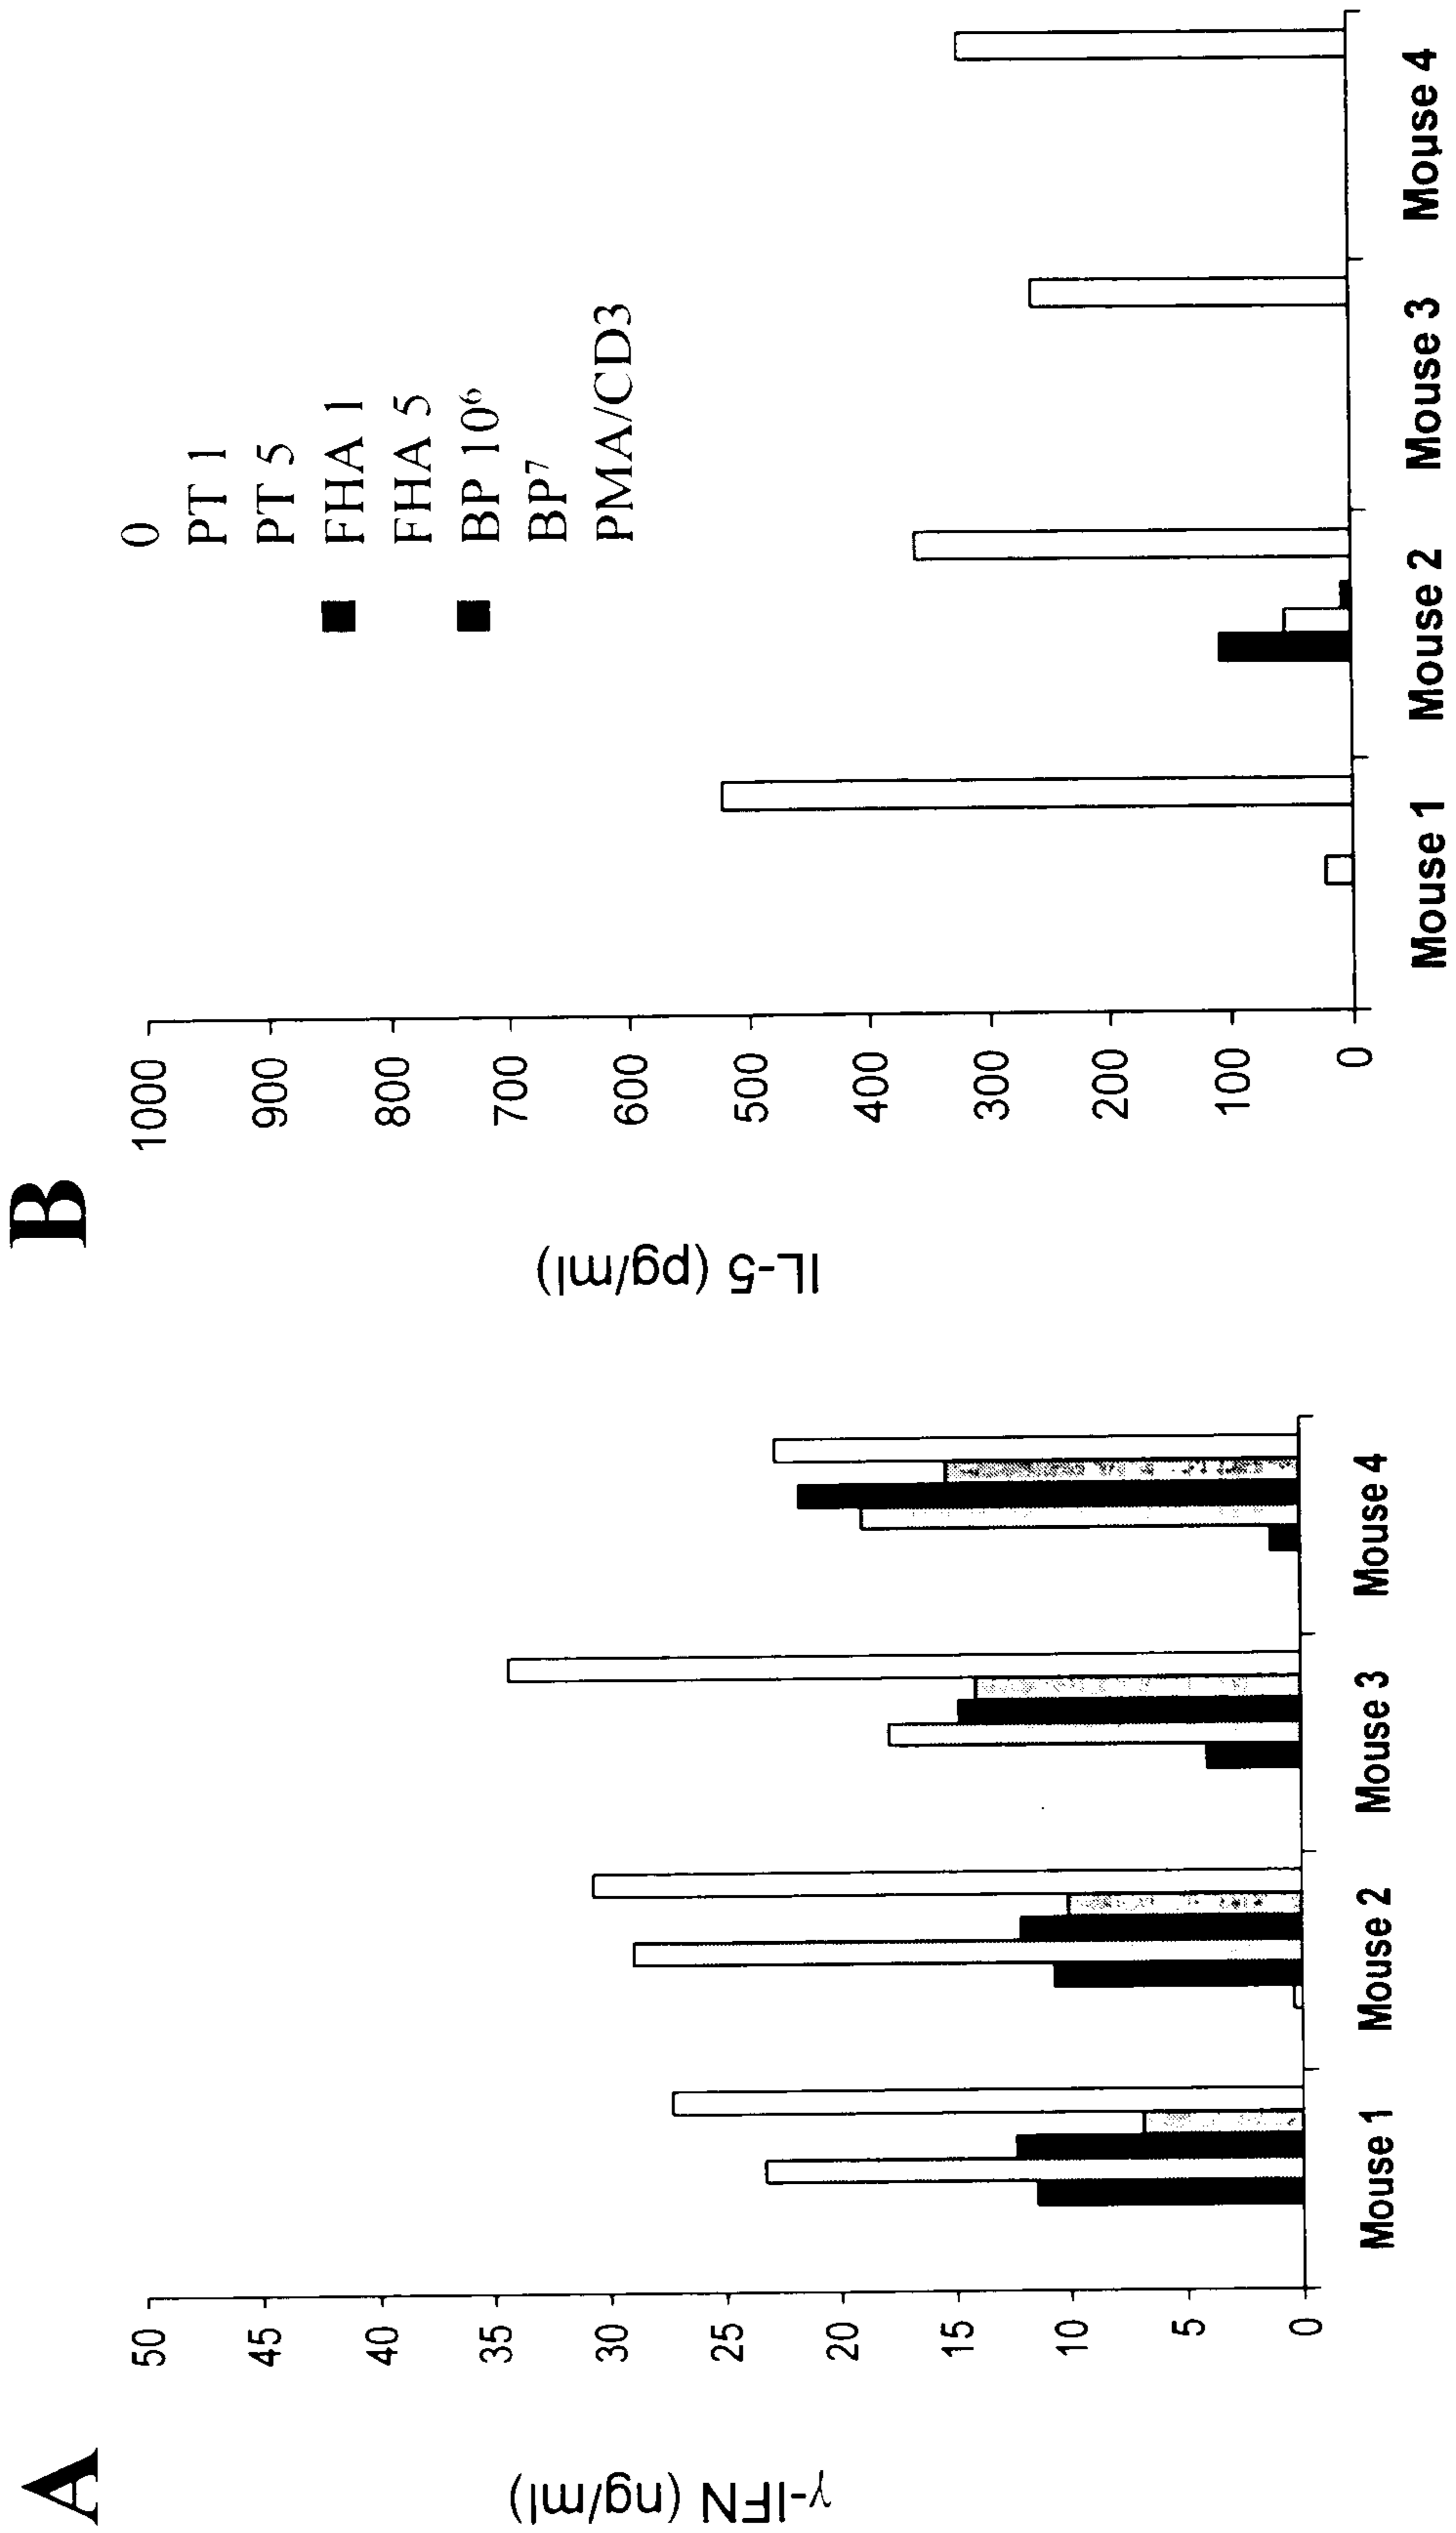 A
γ-IFN (ng/ml)
50
45
40
35
30
25
20
15
10
5
0
Mouse 1 Mouse 2 Mouse 3 Mouse 4
B
IL-5 (pg/ml)
1000
900
800
700
600
500
400
300
200
100
0
Mouse 1 Mouse 2 Mouse 3 Mouse 4
0
PT 1
PT 5
FHA 1
FHA 5
BP 10⁶
BP⁷
PMA/CD3